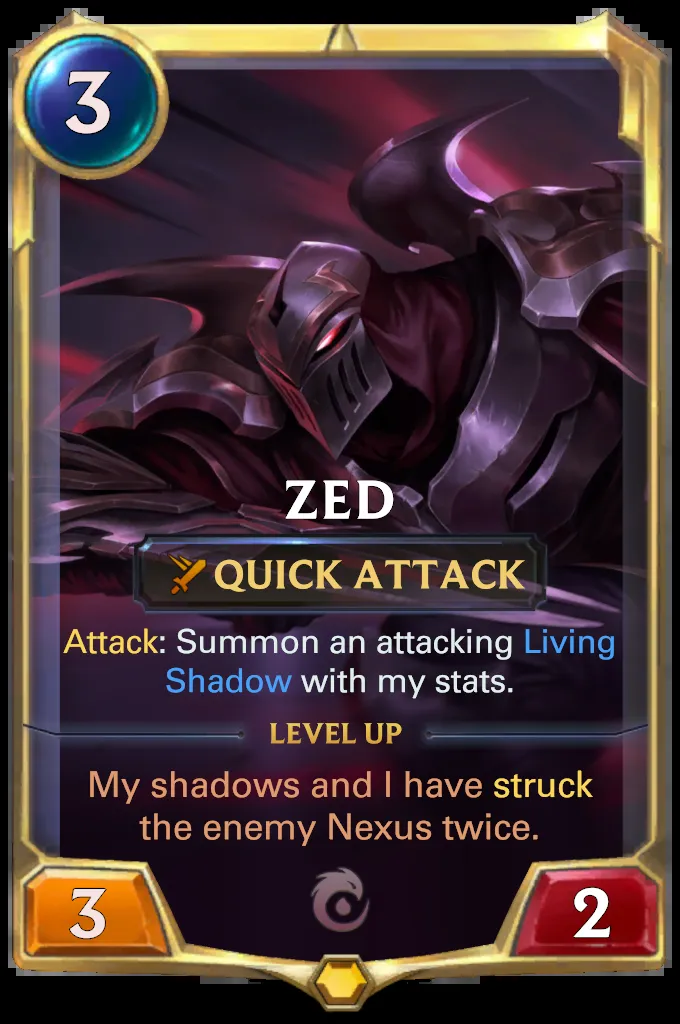 3
ZED
QUICK ATTACK
Attack: Summon an attacking Living
Shadow with my stats.
LEVEL UP
My shadows and I have struck
the enemy Nexus twice.
3
2